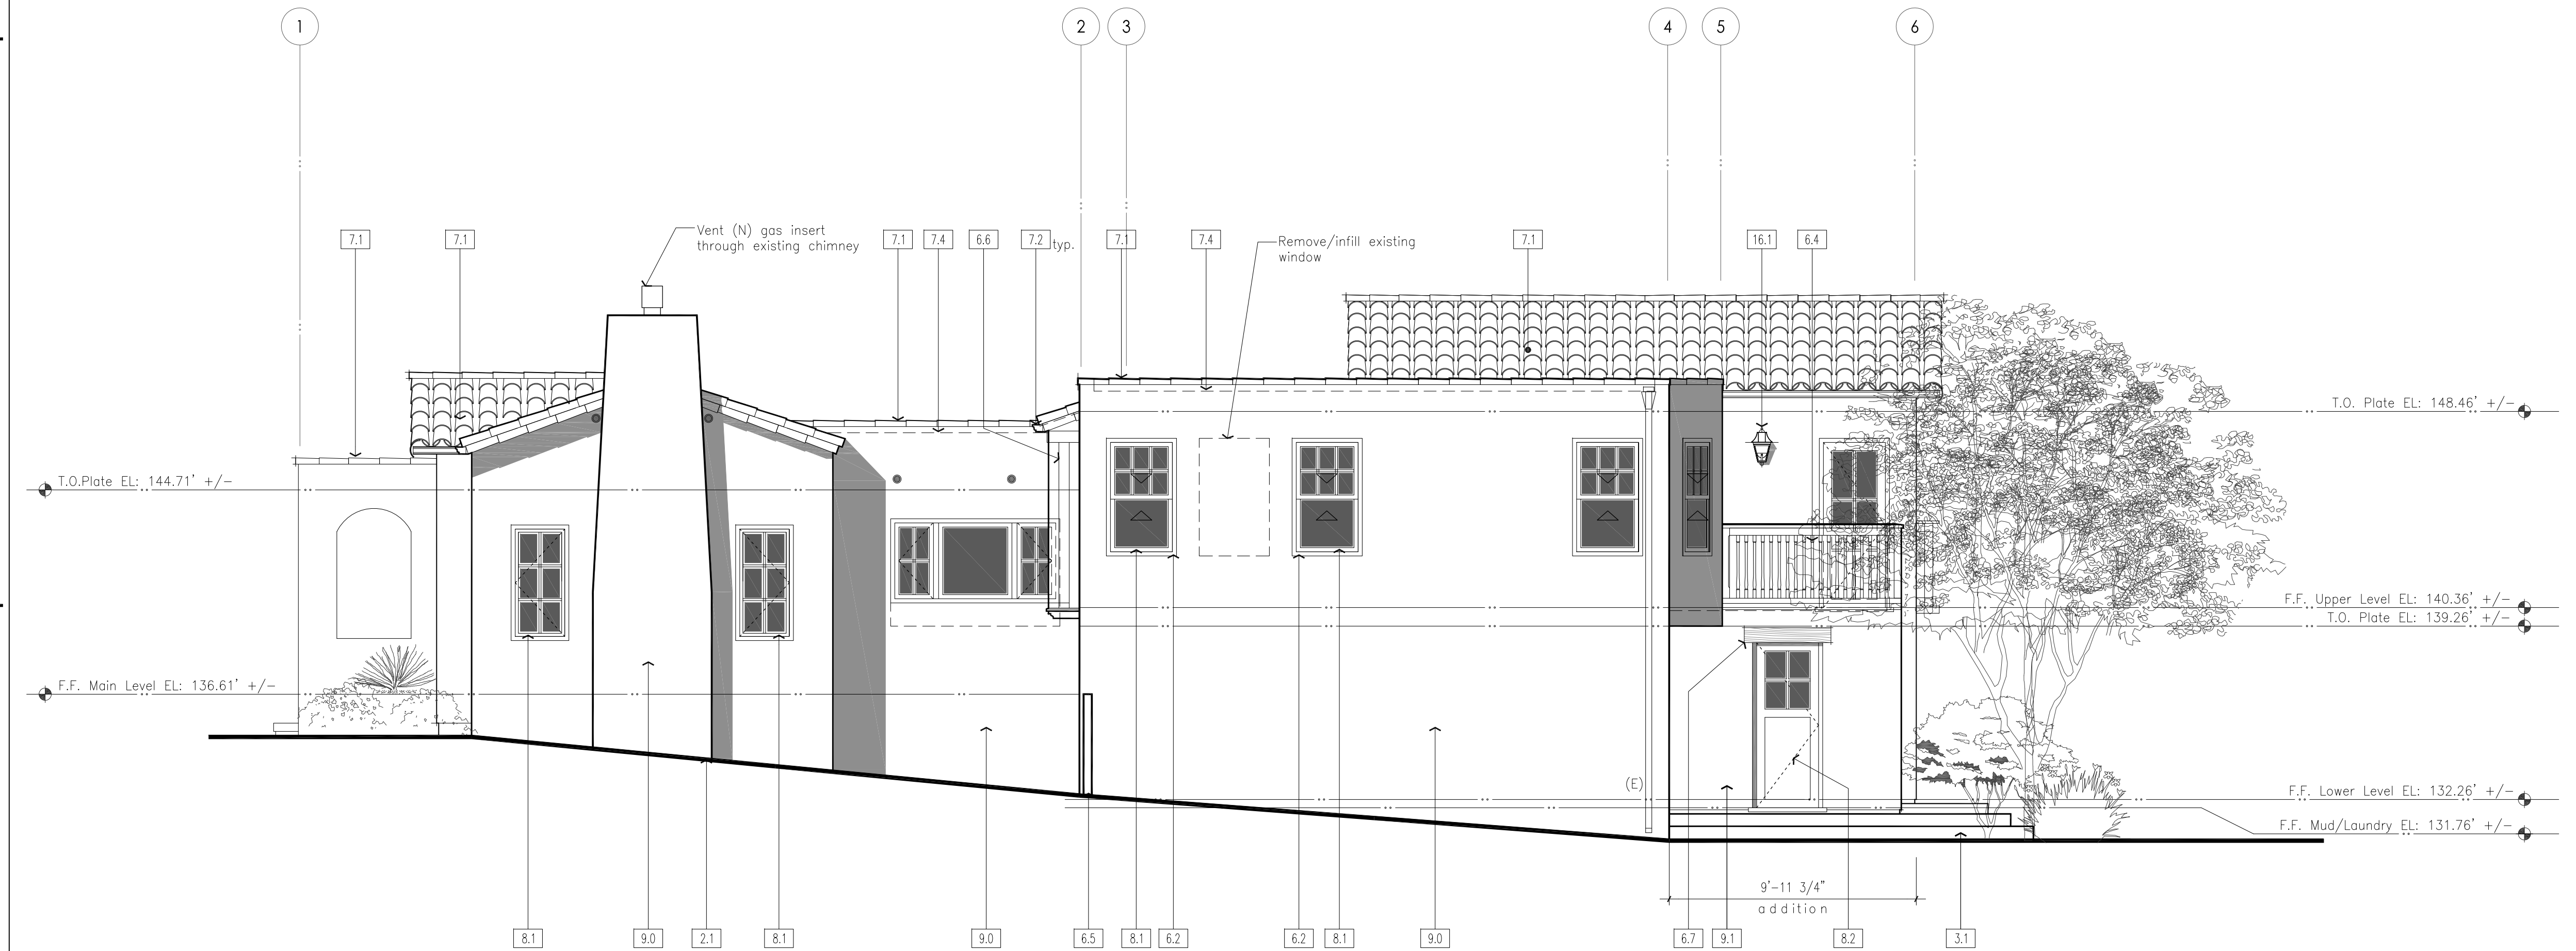 1
2
3
4
5
6
Vent (N) gas insert
through existing chimney
7.1
7.1
7.1
7.4
6.6
7.2 typ.
7.1
7.4
Remove/infill existing
window
7.1
16.1
6.4
T.O. Plate EL: 148.46' +/-
T.O.Plate EL: 144.71' +/-
F.F. Upper Level EL: 140.36' +/-
T.O. Plate EL: 139.26' +/-
F.F. Main Level EL: 136.61' +/-
(E)
F.F. Lower Level EL: 132.26' +/-
F.F. Mud/Laundry EL: 131.76' +/-
9'-11 3/4"
addition
8.1
9.0
2.1
8.1
9.0
6.5
8.1
6.2
6.2
8.1
9.0
6.7
9.1
8.2
3.1